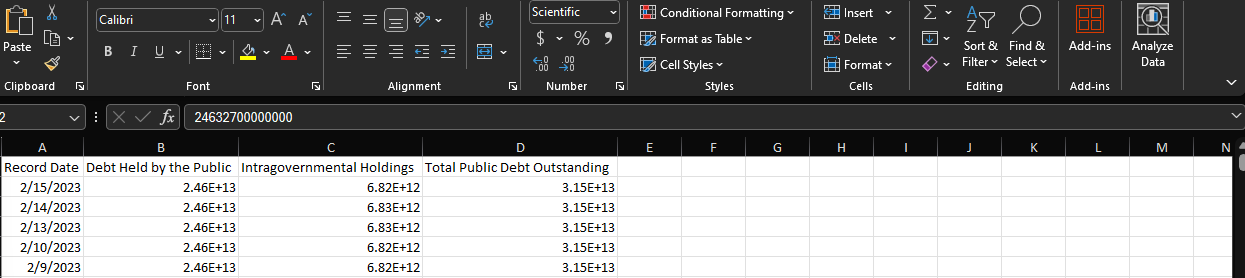 Calibri 11 Scientific Conditional Formatting Insert
Paste B I U A $ % Format as Table Delete Sort & Filter Find & Select Add-ins Analyze Data
Cell Styles Format
Clipboard Font Alignment Number Styles Cells Editing Add-ins
2 fx 24632700000000
A B C D E F G H I J K L M N
Record Date Debt Held by the Public Intragovernmental Holdings Total Public Debt Outstanding
2/15/2023 2.46E+13 6.82E+12 3.15E+13
2/14/2023 2.46E+13 6.83E+12 3.15E+13
2/13/2023 2.46E+13 6.82E+12 3.15E+13
2/10/2023 2.46E+13 6.82E+12 3.15E+13
2/9/2023 2.46E+13 6.82E+12 3.15E+13